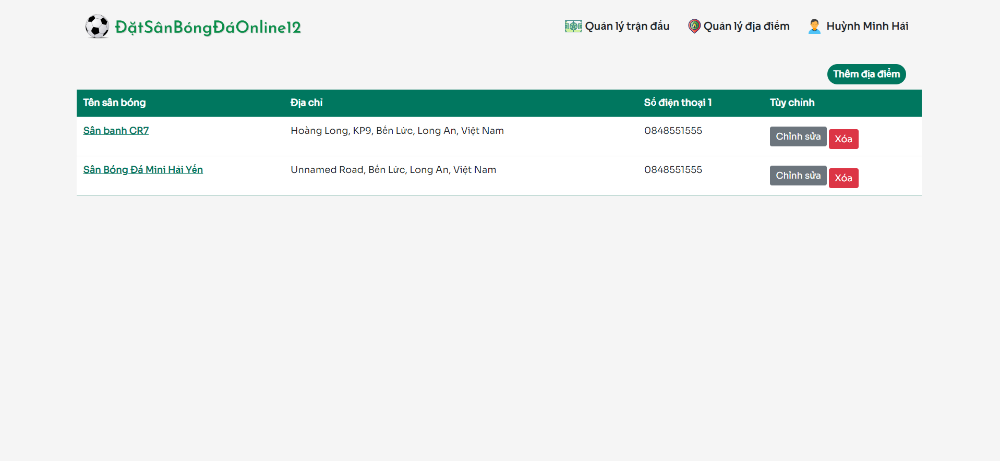 ĐặtSânBóngĐáOnline12
Quản lý trận đấu
Quản lý địa điểm
Huỳnh Minh Hải
Thêm địa điểm
Tên sân bóng Địa chỉ Số điện thoại 1 Tùy chỉnh
Sân banh CR7 Hoàng Long, KP9, Bến Lức, Long An, Việt Nam 0848551555 Chỉnh sửa Xóa
Sân Bóng Đá Mini Hải Yến Unnamed Road, Bến Lức, Long An, Việt Nam 0848551555 Chỉnh sửa Xóa